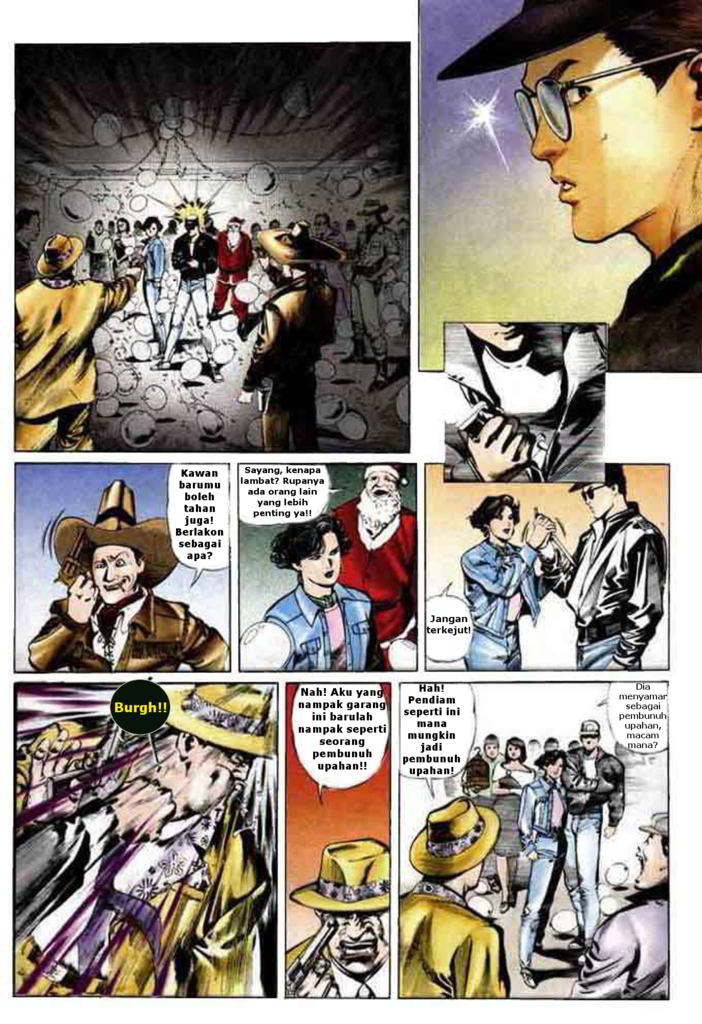 Jangan
terkejut!
Sayang, kenapa
lambat? Rupanya
ada orang lain
yang lebih
penting ya!!
Kawan
barumu
boleh
tahan
juga!
Berlakon
sebagai
apa?
Dia
menyamar
sebagai
pembunuh
upahan,
macam
mana?
Hah!
Pendiam
seperti ini
mana
mungkin
jadi
pembunuh
upahan!
Nah! Aku yang
nampak garang
ini barulah
nampak seperti
seorang
pembunuh
upahan!!
Burgh!!